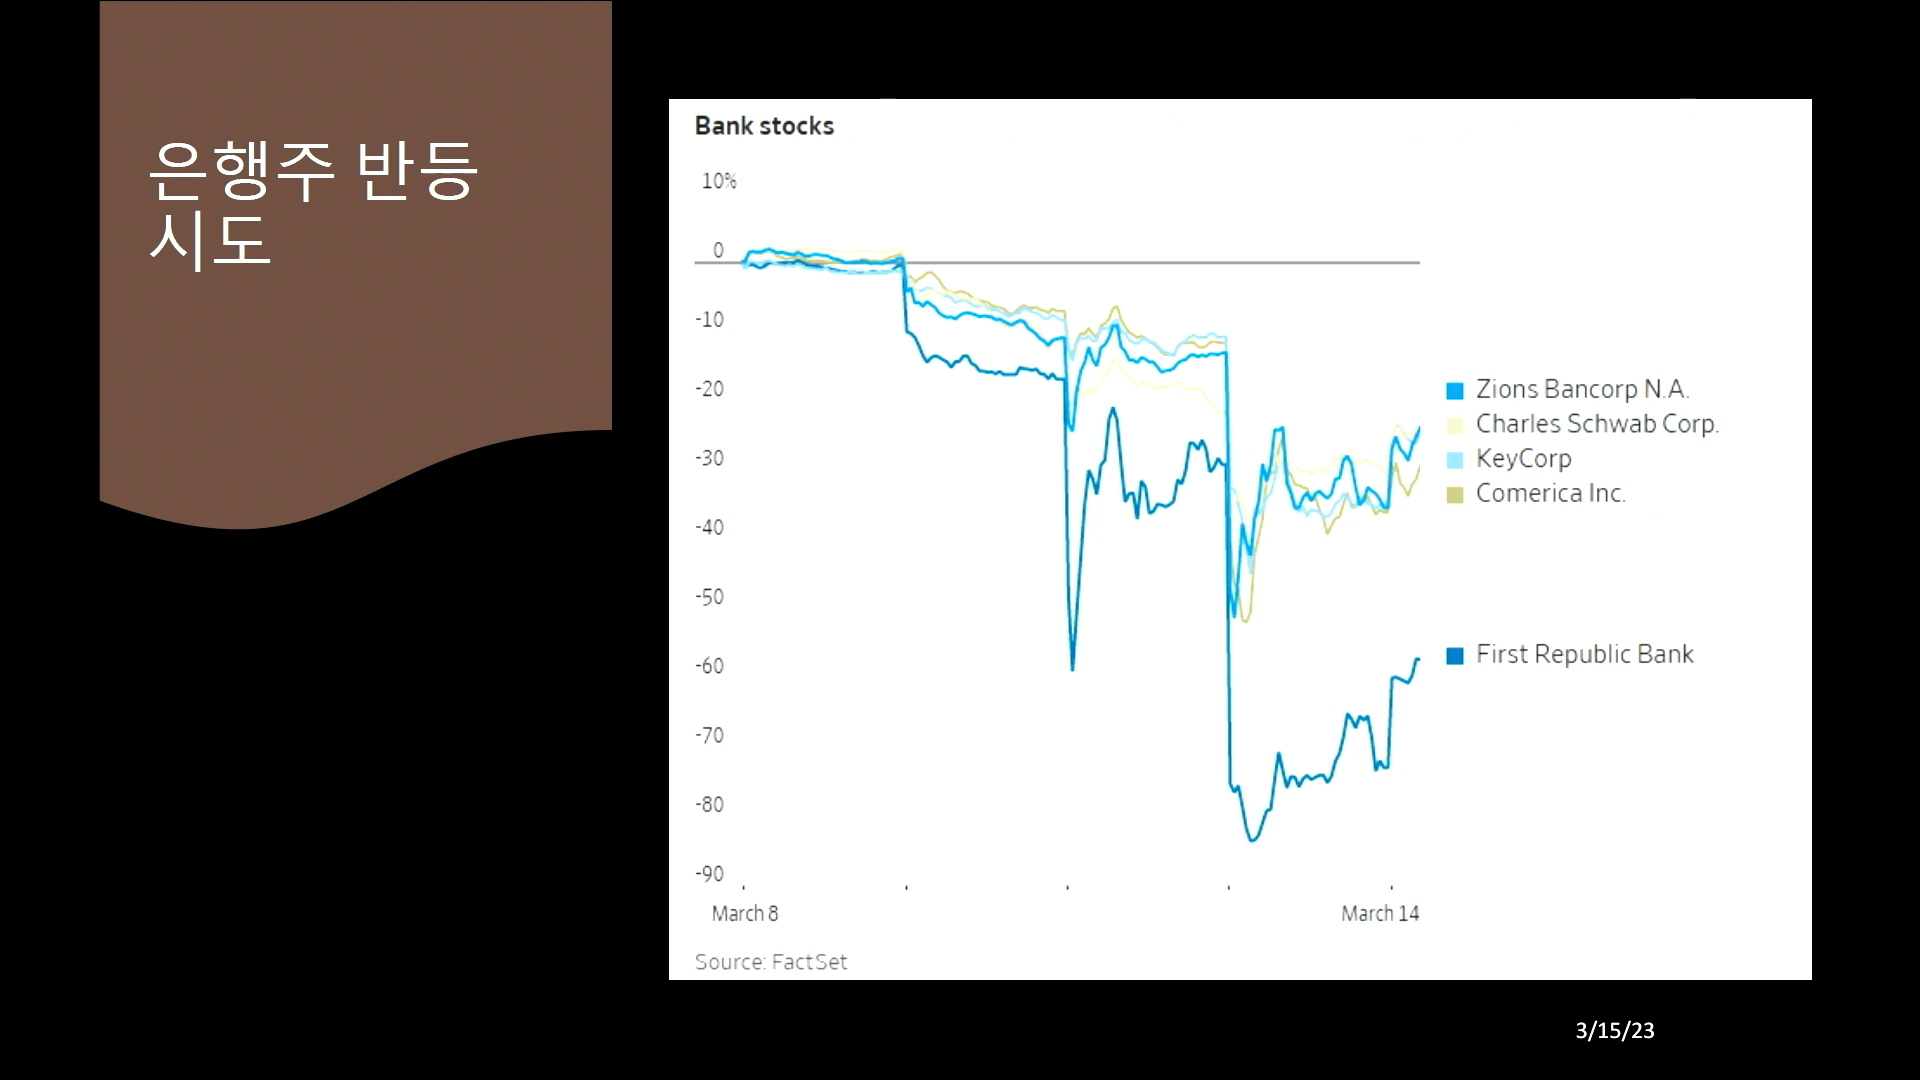 은행주 반등
시도
Bank stocks
10%
0
-10
-20
-30
-40
-50
-60
-70
-80
-90
March 8
March 14
Zions Bancorp N.A.
Charles Schwab Corp.
KeyCorp
Comerica Inc.
First Republic Bank
Source: FactSet
3/15/23